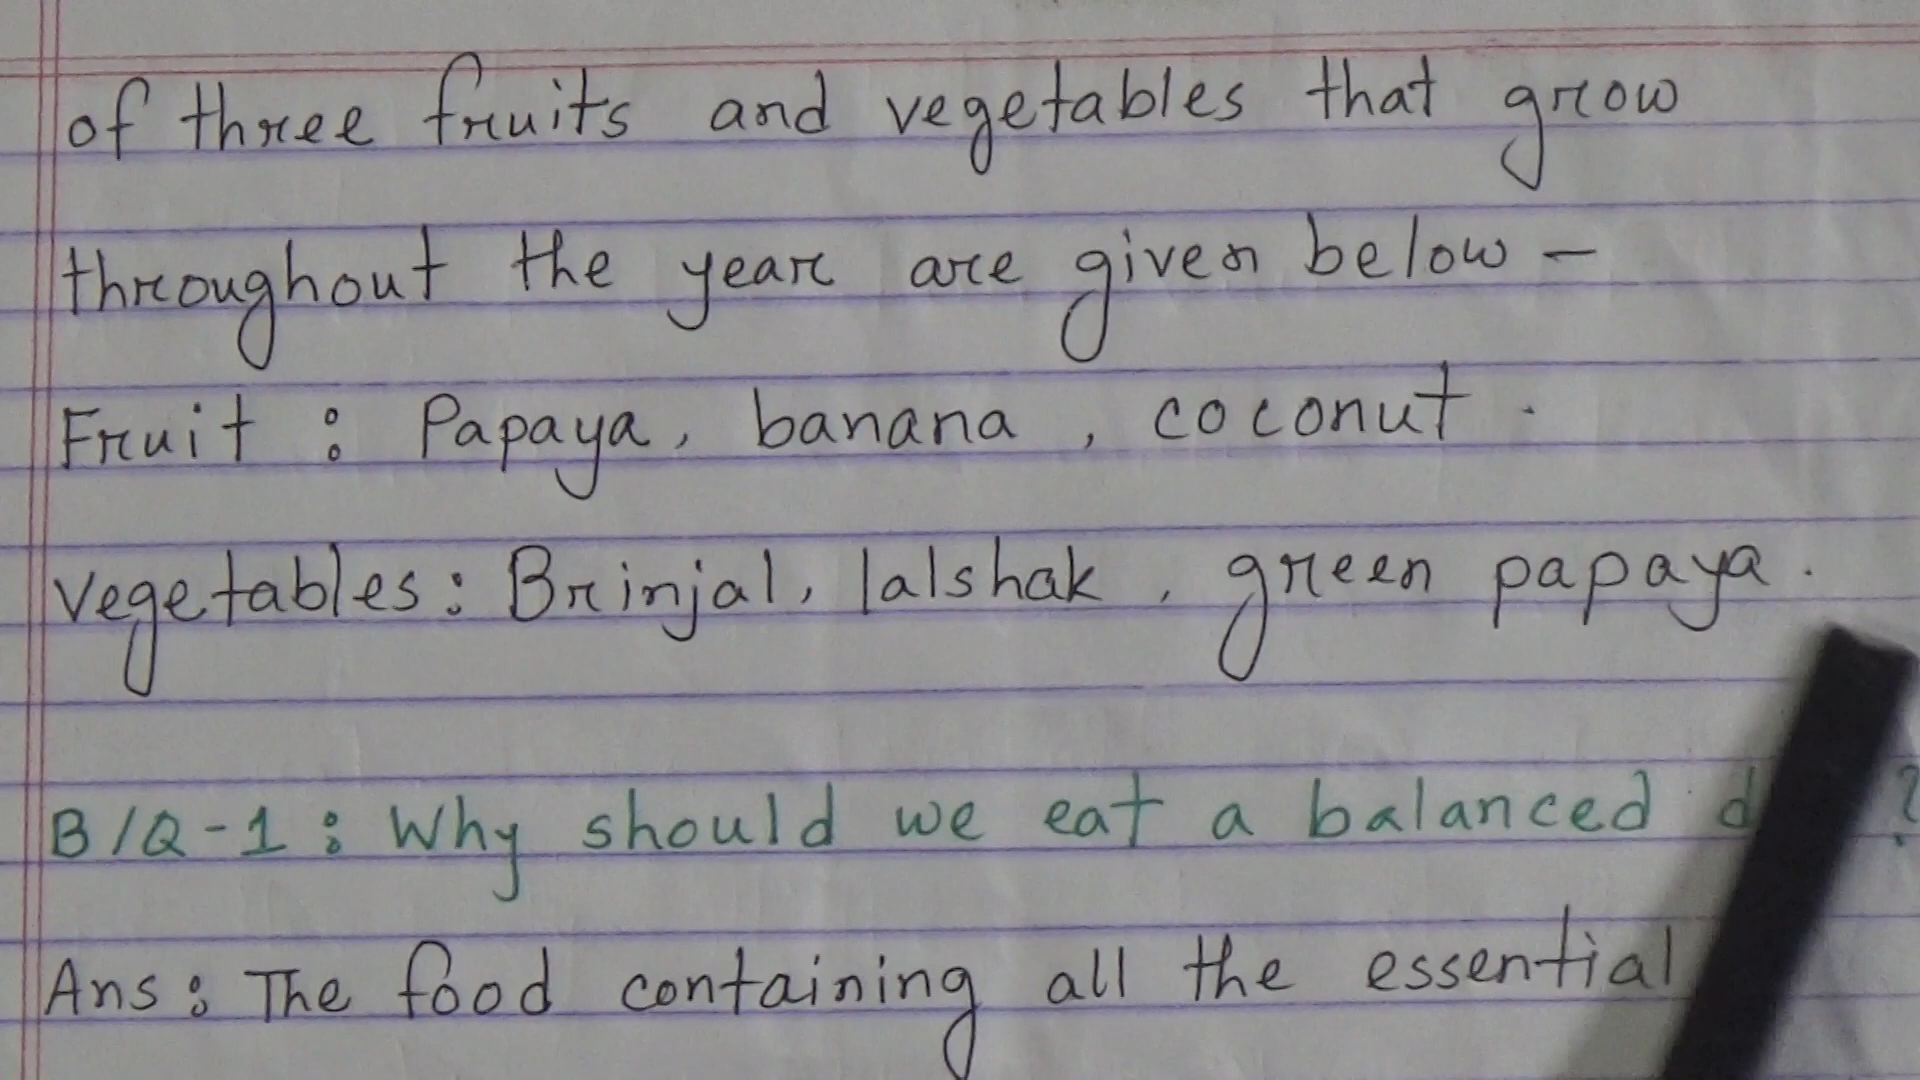 of three fruits and vegetables that grow
throughout the year are given below -
Fruit : Papaya, banana, coconut.
vegetables: Brinjal, lalshak, green papaya.
B/Q-1: Why should we eat a balanced ?
Ans: The food containing all the essential